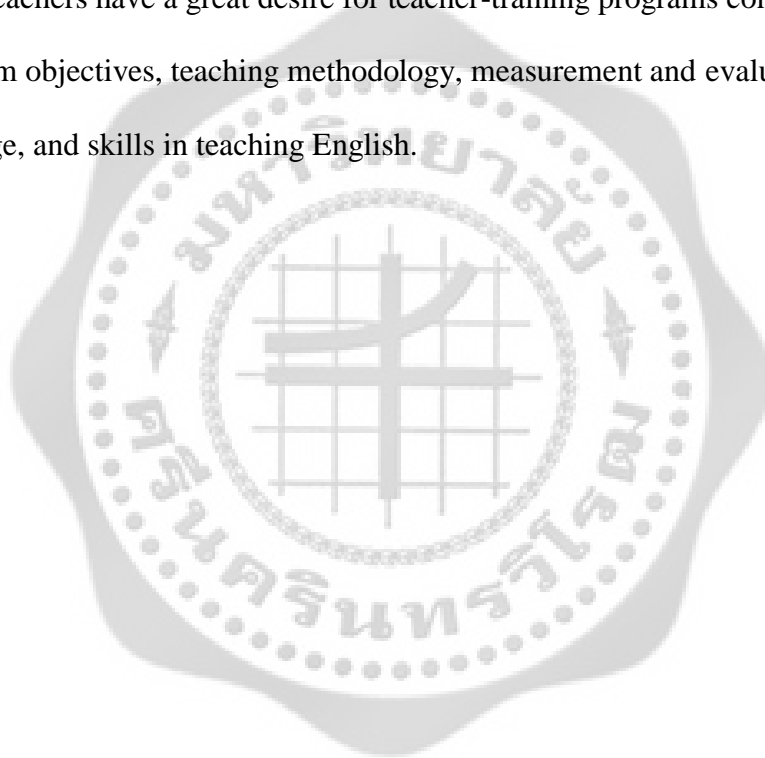 eachers have a great desire for teacher-training programs con
m objectives, teaching methodology, measurement and evalu
ge, and skills in teaching English.
มหาวิทยาลัย
ศรีนครินทรวิโรฒ